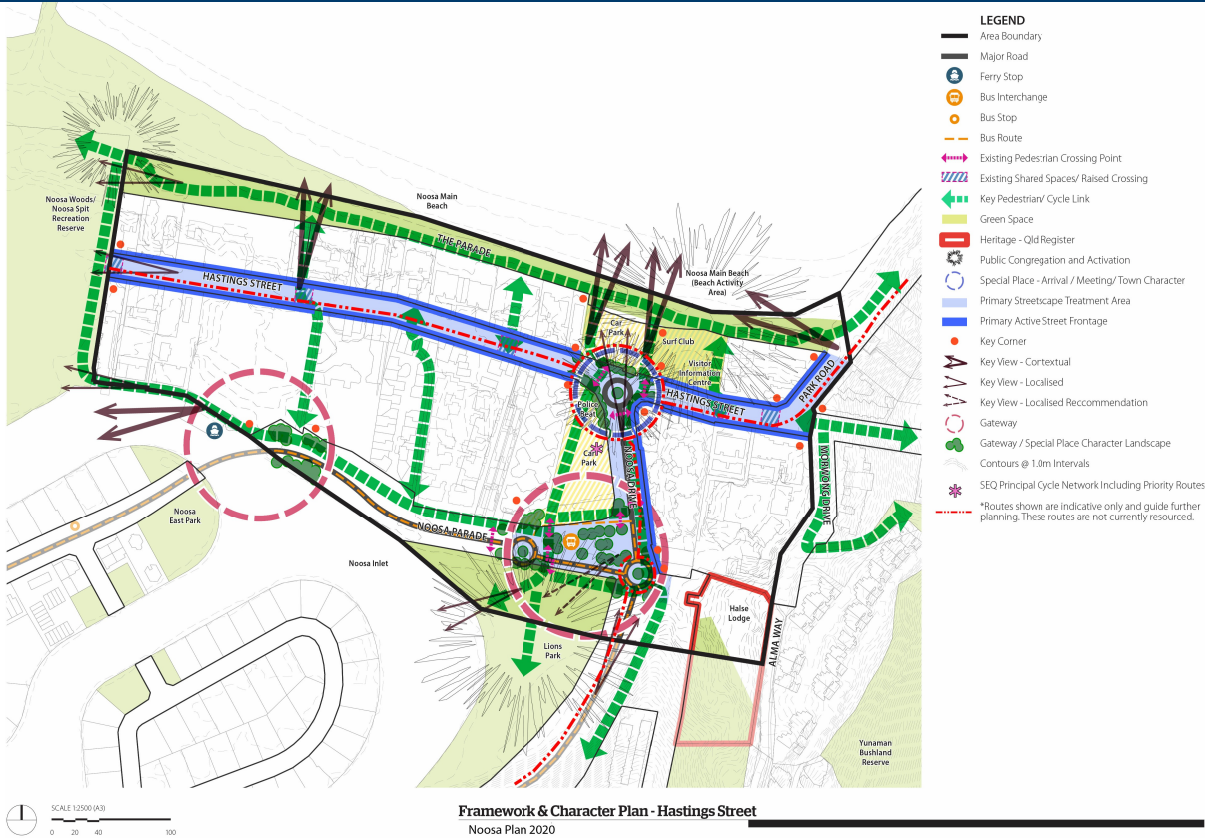 LEGEND
Area Boundary
Major Road
Ferry Stop
Bus Interchange
Bus Stop
Bus Route
Existing Pedestrian Crossing Point
Existing Shared Spaces/ Raised Crossing
Key Pedestrian/ Cycle Link
Green Space
Heritage - Qld Register
Public Congregation and Activation
Special Place - Arrival / Meeting/ Town Character
Primary Streetscape Treatment Area
Primary Active Street Frontage
Key Corner
Key View - Contextual
Key View - Localised
Key View - Localised Reccommendation
Gateway
Gateway / Special Place Character Landscape
Contours @ 1.0m Intervals
SEQ Principal Cycle Network Including Priority Routes
*Routes shown are indicative only and guide further
planning. These routes are not currently resourced.
Noosa Woods/
Noosa Spit
Recreation
Reserve
Noosa Main
Beach
THE PARADE
Noosa Main Beach
(Beach Activity
Area)
HASTINGS STREET
Car
Park
Surf Club
Visitor
Information
Centre
HASTINGS STREET
PARK ROAD
Police
Beat
Car
Park
NOOSA DRIVE
MORWONG DRIVE
Noosa
East Park
NOOSA PARADE
Noosa Inlet
Lions
Park
Halse
Lodge
ALMA WAY
Yunaman
Bushland
Reserve
SCALE 1:2500 (A3)
0 20 40 100
Framework & Character Plan - Hastings Street
Noosa Plan 2020